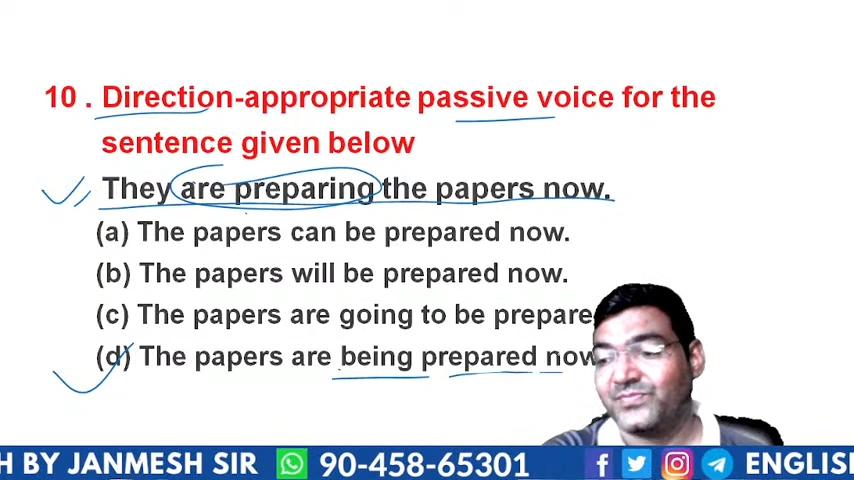 10 . Direction-appropriate passive voice for the
sentence given below
They are preparing the papers now.
(a) The papers can be prepared now.
(b) The papers will be prepared now.
(c) The papers are going to be prepare
(d) The papers are being prepared now
H BY JANMESH SIR 90-458-65301 ENGLIS